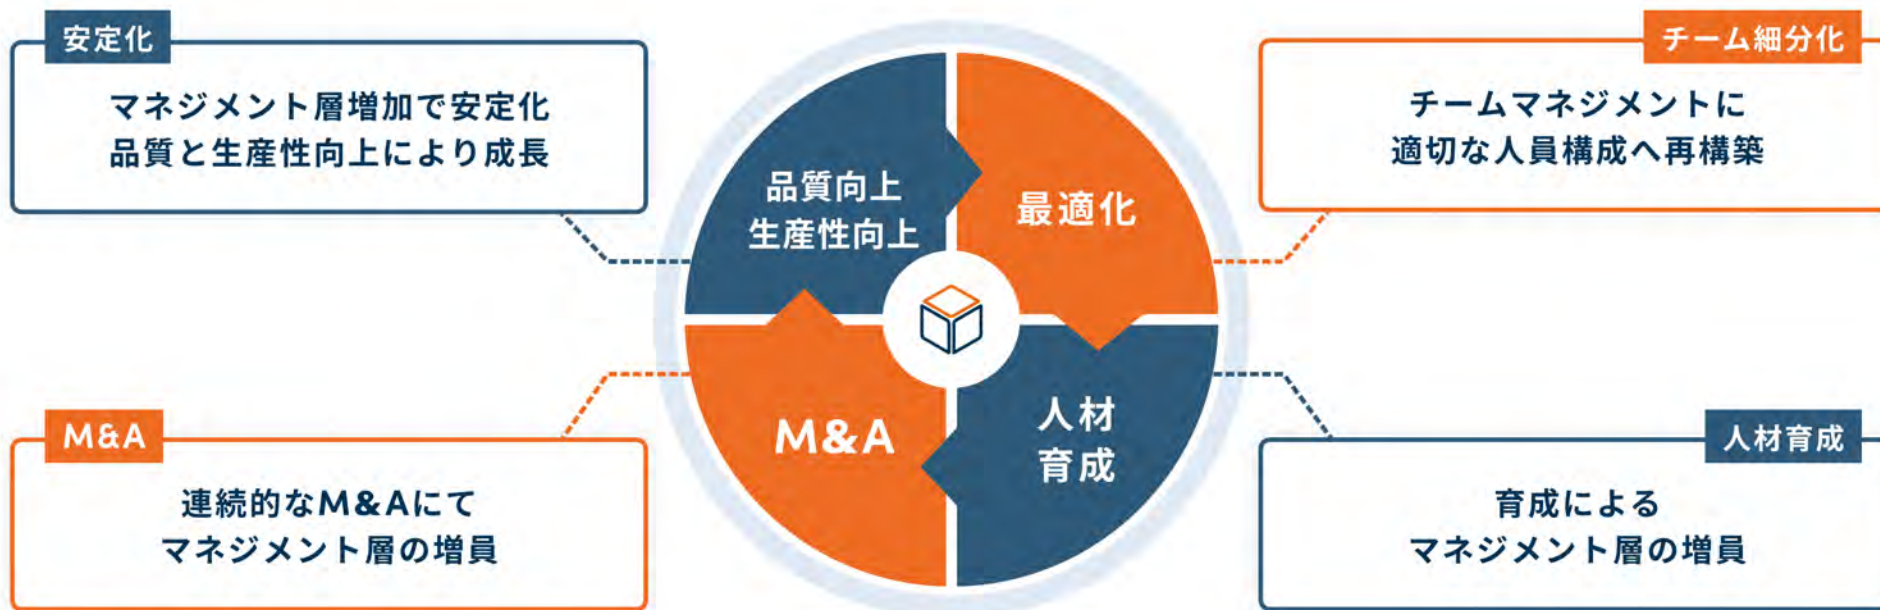 安定化
マネジメント層増加で安定化
品質と生産性向上により成長
チーム細分化
チームマネジメントに
適切な人員構成へ再構築
品質向上
生産性向上
最適化
M&A
人材
育成
M&A
連続的なM&Aにて
マネジメント層の増員
人材育成
育成による
マネジメント層の増員